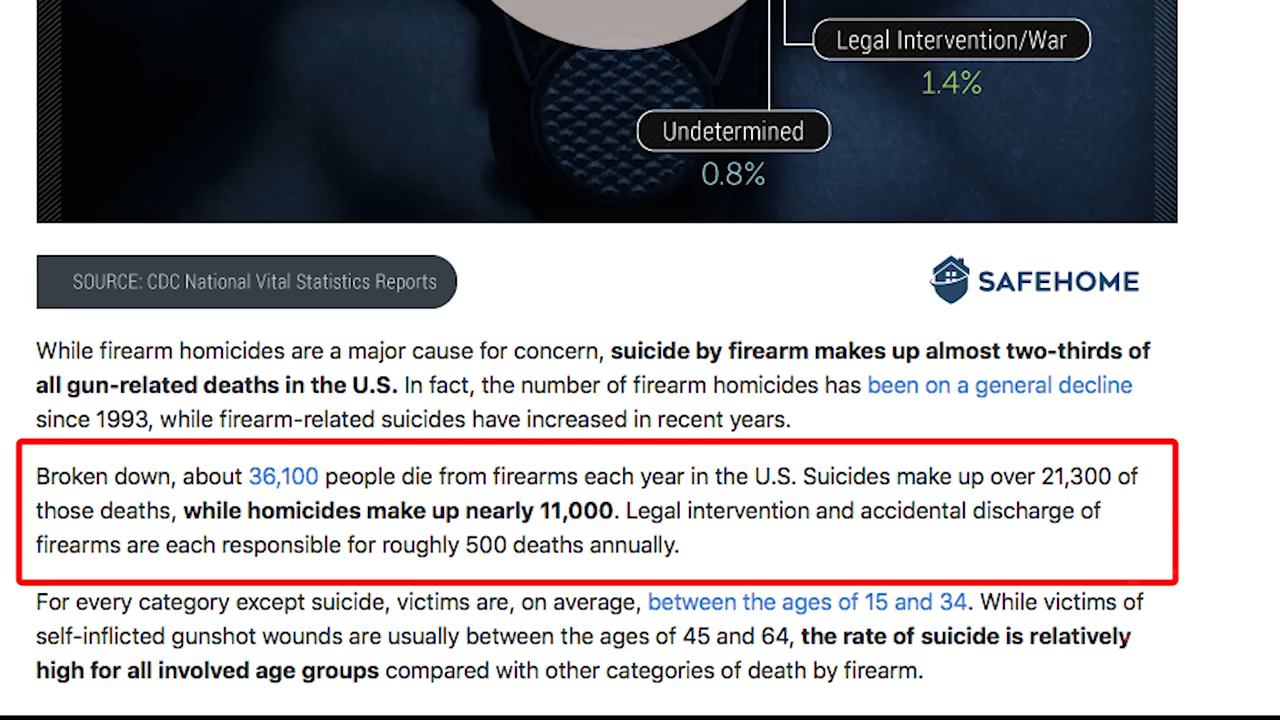 Legal Intervention/War
1.4%
Undetermined
0.8%
SOURCE: CDC National Vital Statistics Reports
SAFEHOME
While firearm homicides are a major cause for concern, suicide by firearm makes up almost two-thirds of
all gun-related deaths in the U.S. In fact, the number of firearm homicides has been on a general decline
since 1993, while firearm-related suicides have increased in recent years.
Broken down, about 36,100 people die from firearms each year in the U.S. Suicides make up over 21,300 of
those deaths, while homicides make up nearly 11,000. Legal intervention and accidental discharge of
firearms are each responsible for roughly 500 deaths annually.
For every category except suicide, victims are, on average, between the ages of 15 and 34. While victims of
self-inflicted gunshot wounds are usually between the ages of 45 and 64, the rate of suicide is relatively
high for all involved age groups compared with other categories of death by firearm.